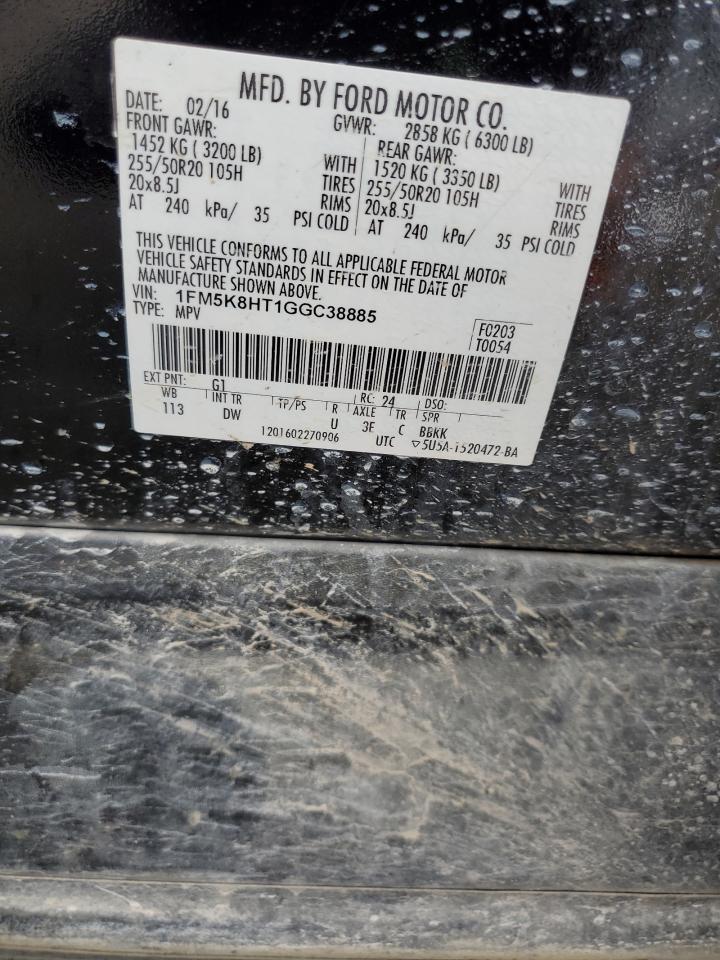 MFD. BY FORD MOTOR CO.
DATE: 02/16 GVWR: 2858 KG ( 6300 LB)
FRONT GAWR: REAR GAWR:
1452 KG ( 3200 LB) WITH 1520 KG ( 3350 LB) WITH
255/50R20 105H TIRES 255/50R20 105H TIRES
20x8.5J RIMS 20x8.5J RIMS
AT 240 kPa/ 35 PSI COLD AT 240 kPa/ 35 PSI COLD
THIS VEHICLE CONFORMS TO ALL APPLICABLE FEDERAL MOTOR
VEHICLE SAFETY STANDARDS IN EFFECT ON THE DATE OF
MANUFACTURE SHOWN ABOVE.
VIN: 1FM5K8HT1GGC38885
TYPE: MPV
F0203
T0054
EXT PNT: G1 RC: 24 DSO:
WB INT TR TP/PS R AXLE TR SPR
113 DW U 3E C BBKK
1201602270906 UTC ▽5U5A-1520472-BA